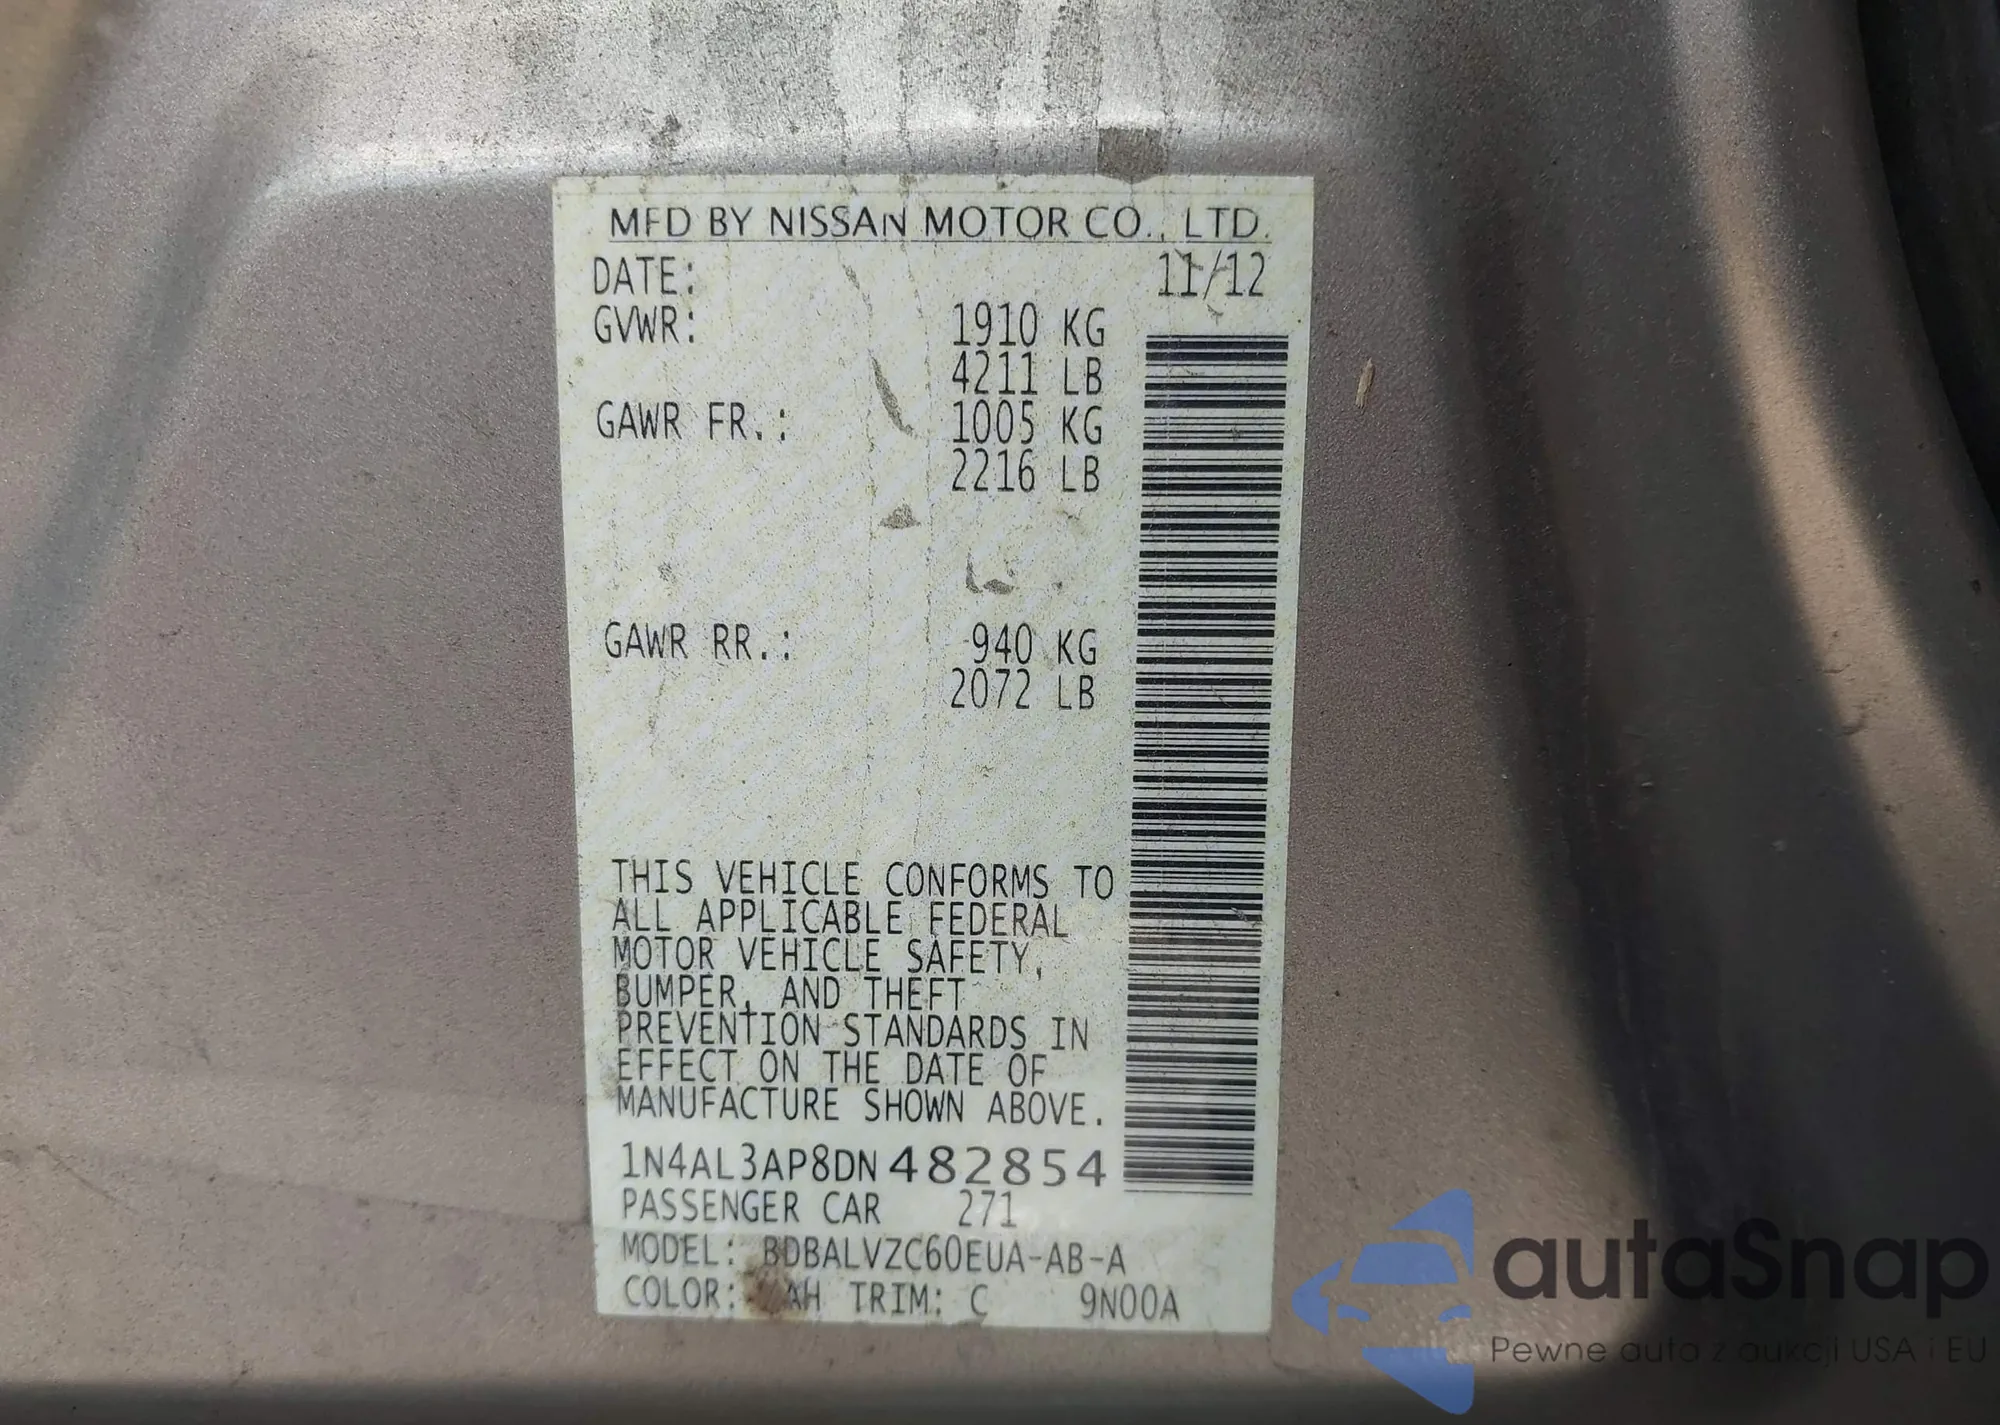 MFD BY NISSAN MOTOR CO., LTD.
DATE: 11/12
GVWR: 1910 KG
4211 LB
GAWR FR.: 1005 KG
2216 LB
GAWR RR.: 940 KG
2072 LB
THIS VEHICLE CONFORMS TO
ALL APPLICABLE FEDERAL
MOTOR VEHICLE SAFETY,
BUMPER, AND THEFT
PREVENTION STANDARDS IN
EFFECT ON THE DATE OF
MANUFACTURE SHOWN ABOVE.
1N4AL3AP8DN482854
PASSENGER CAR 271
MODEL: BDBALVZC60EUA-AB-A
COLOR: TRIM: C 9N00A
autaSnap
Pewne auta z aukcji USA i EU